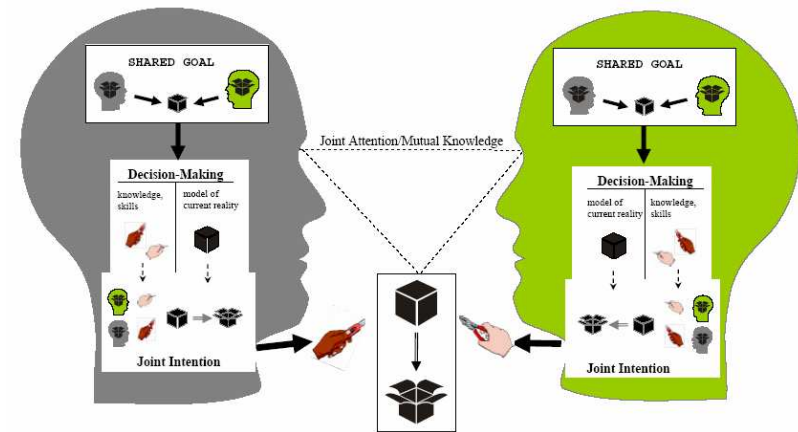 SHARED GOAL
Decision-Making
knowledge,
skills
model of
current reality
Joint Intention
Joint Attention/Mutual Knowledge
SHARED GOAL
Decision-Making
model of
current reality
knowledge,
skills
Joint Intention